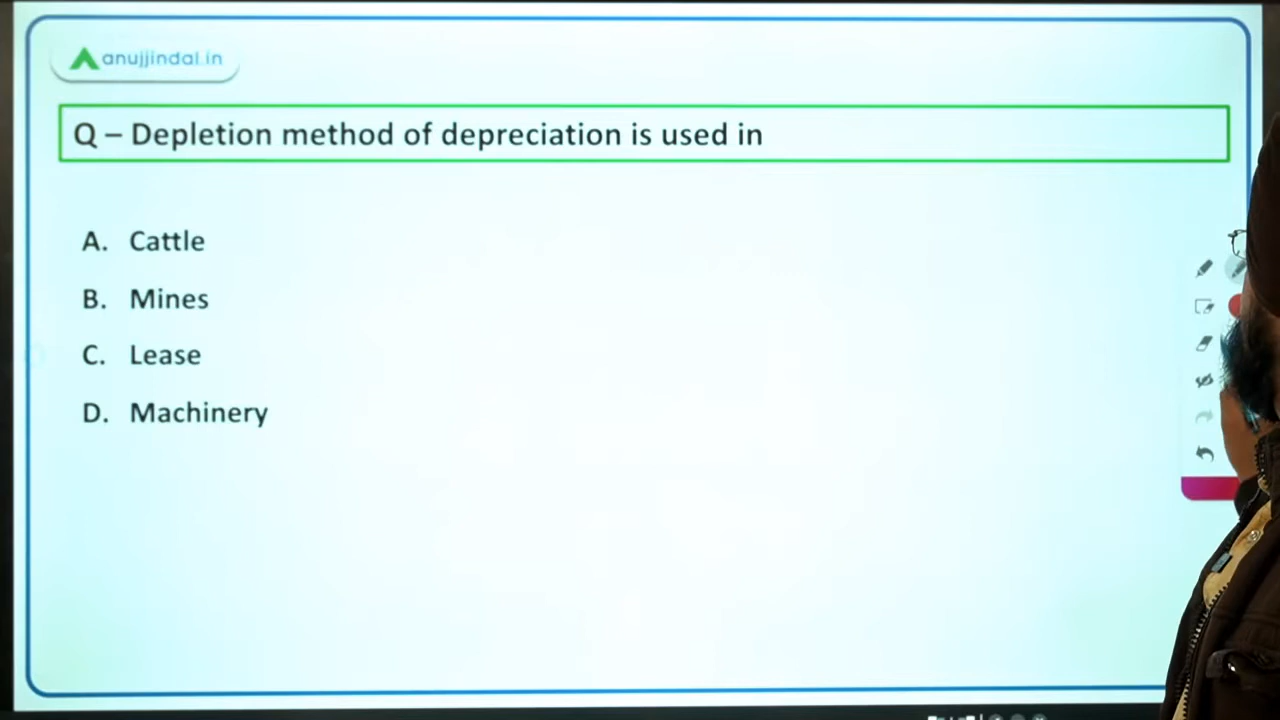 anujjindal.in
Q – Depletion method of depreciation is used in
A. Cattle
B. Mines
C. Lease
D. Machinery